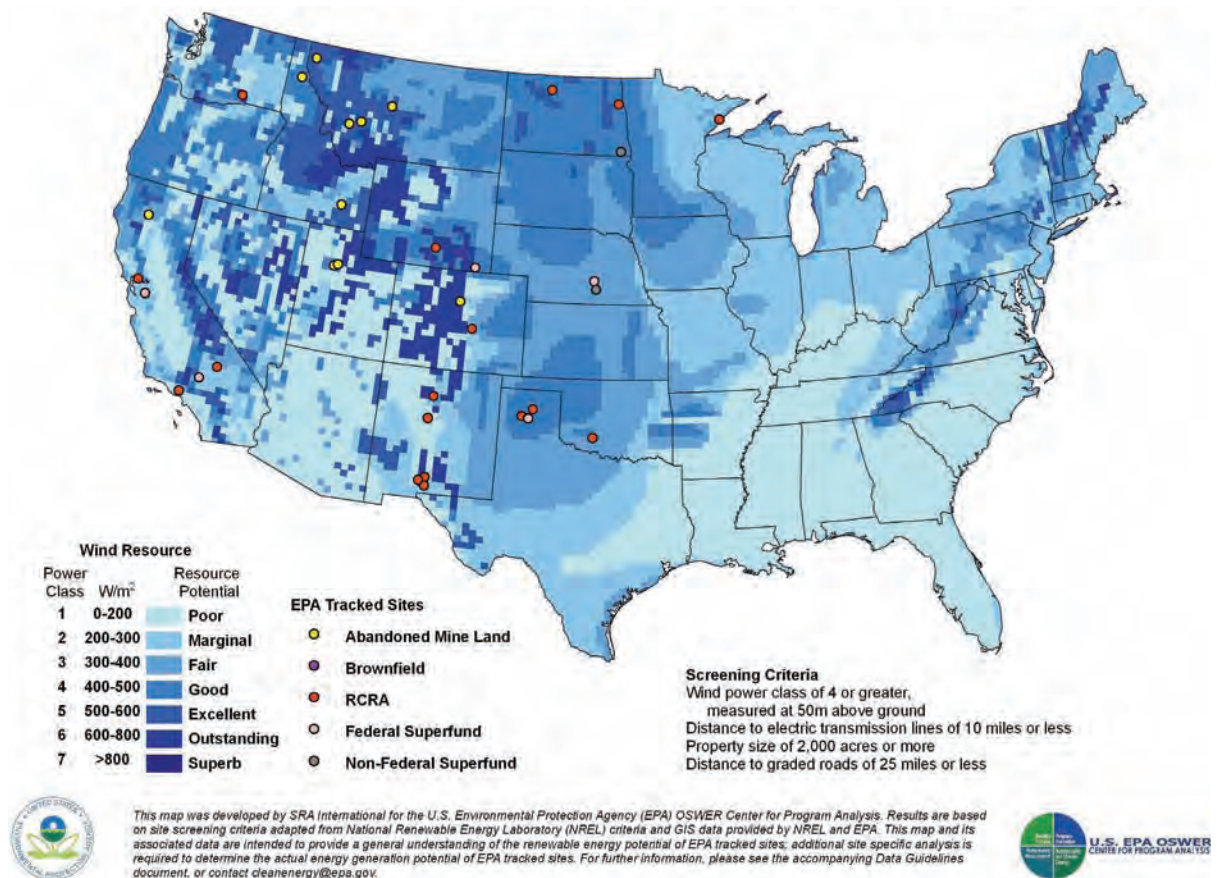 Wind Resource
Power Class
W/m2
Resource Potential
1 0-200 Poor
2 200-300 Marginal
3 300-400 Fair
4 400-500 Good
5 500-600 Excellent
6 600-800 Outstanding
7 >800 Superb
EPA Tracked Sites
Abandoned Mine Land
Brownfield
RCRA
Federal Superfund
Non-Federal Superfund
Screening Criteria
Wind power class of 4 or greater,
measured at 50m above ground
Distance to electric transmission lines of 10 miles or less
Property size of 2,000 acres or more
Distance to graded roads of 25 miles or less
UNITED STATES
ENVIRONMENTAL PROTECTION AGENCY
This map was developed by SRA International for the U.S. Environmental Protection Agency (EPA) OSWER Center for Program Analysis. Results are based
on site screening criteria adapted from National Renewable Energy Laboratory (NREL) criteria and GIS data provided by NREL and EPA. This map and its
associated data are intended to provide a general understanding of the renewable energy potential of EPA tracked sites; additional site specific analysis is
required to determine the actual energy generation potential of EPA tracked sites. For further information, please see the accompanying Data Guidelines
document, or contact cleanenergy@epa.gov.
U.S. EPA OSWER
CENTER FOR PROGRAM ANALYSIS